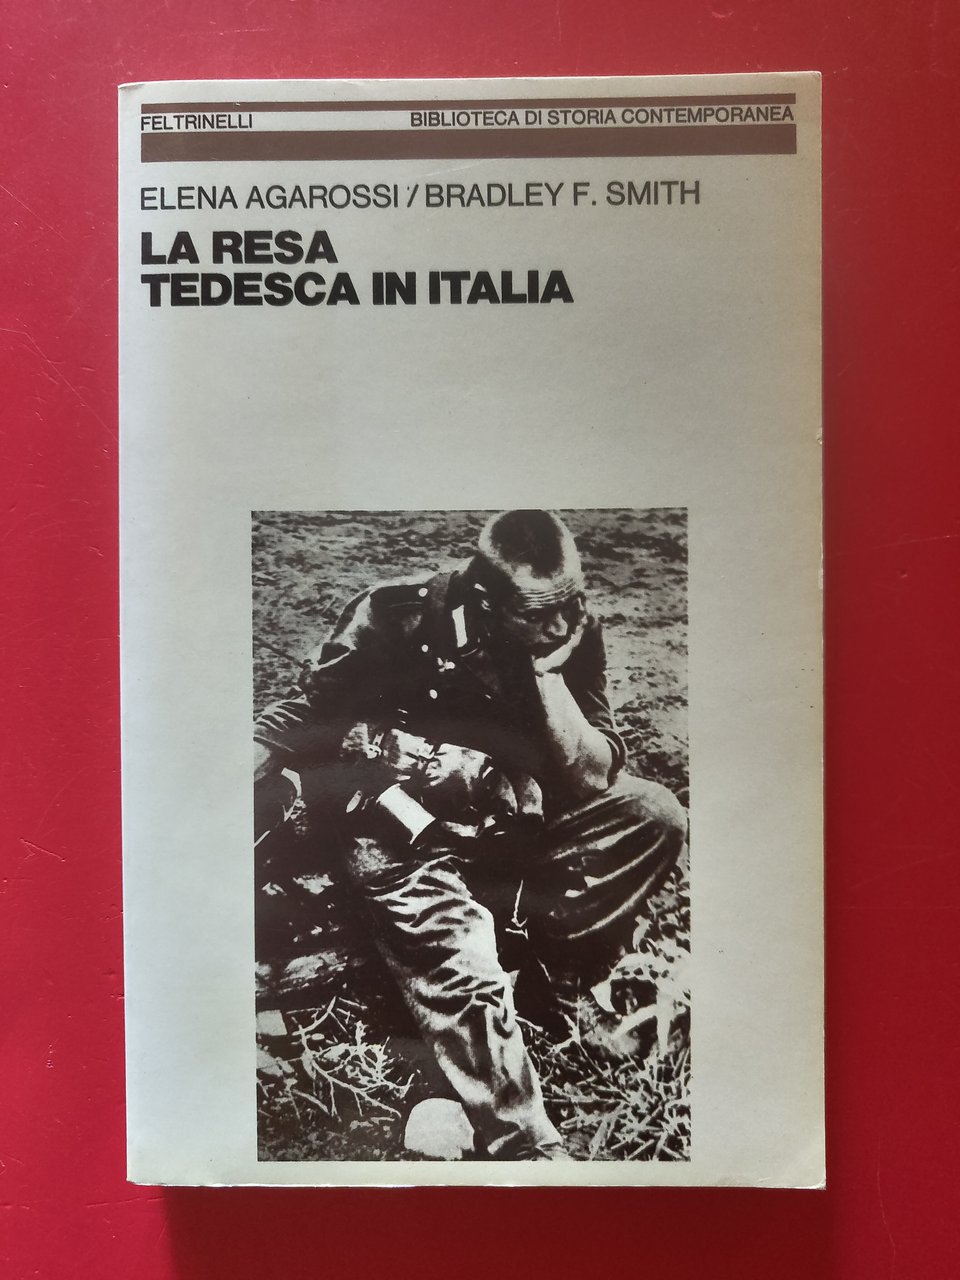 FELTRINELLI BIBLIOTECA DI STORIA CONTEMPORANEA
ELENA AGAROSSI / BRADLEY F. SMITH
LA RESA
TEDESCA IN ITALIA